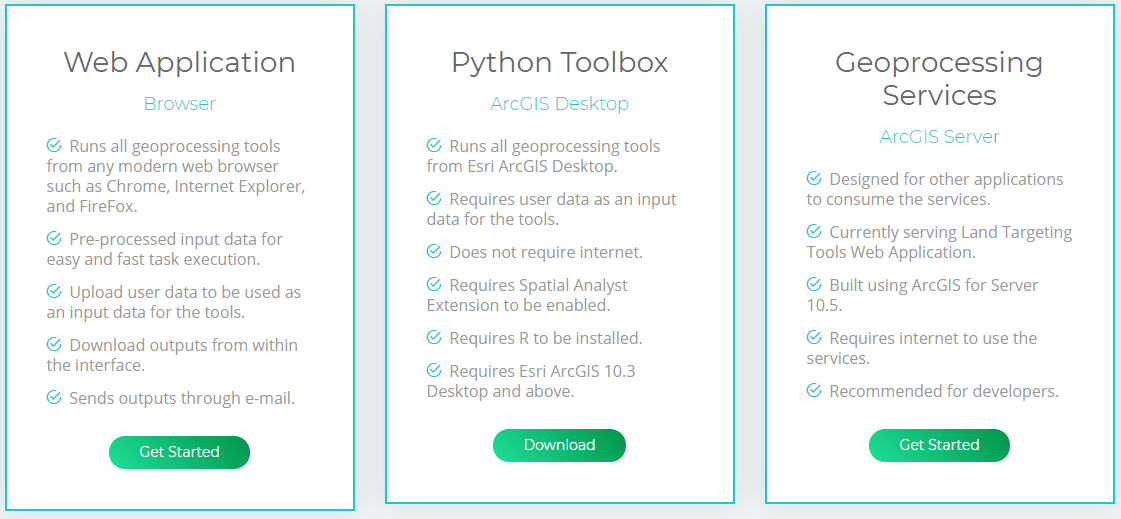 Web Application
Browser
Runs all geoprocessing tools
from any modern web browser
such as Chrome, Internet Explorer,
and FireFox.
Pre-processed input data for
easy and fast task execution.
Upload user data to be used as
an input data for the tools.
Download outputs from within
the interface.
Sends outputs through e-mail.
Get Started
Python Toolbox
ArcGIS Desktop
Runs all geoprocessing tools
from Esri ArcGIS Desktop.
Requires user data as an input
data for the tools.
Does not require internet.
Requires Spatial Analyst
Extension to be enabled.
Requires R to be installed.
Requires Esri ArcGIS 10.3
Desktop and above.
Download
Geoprocessing
Services
ArcGIS Server
Designed for other applications
to consume the services.
Currently serving Land Targeting
Tools Web Application.
Built using ArcGIS for Server
10.5.
Requires internet to use the
services.
Recommended for developers.
Get Started